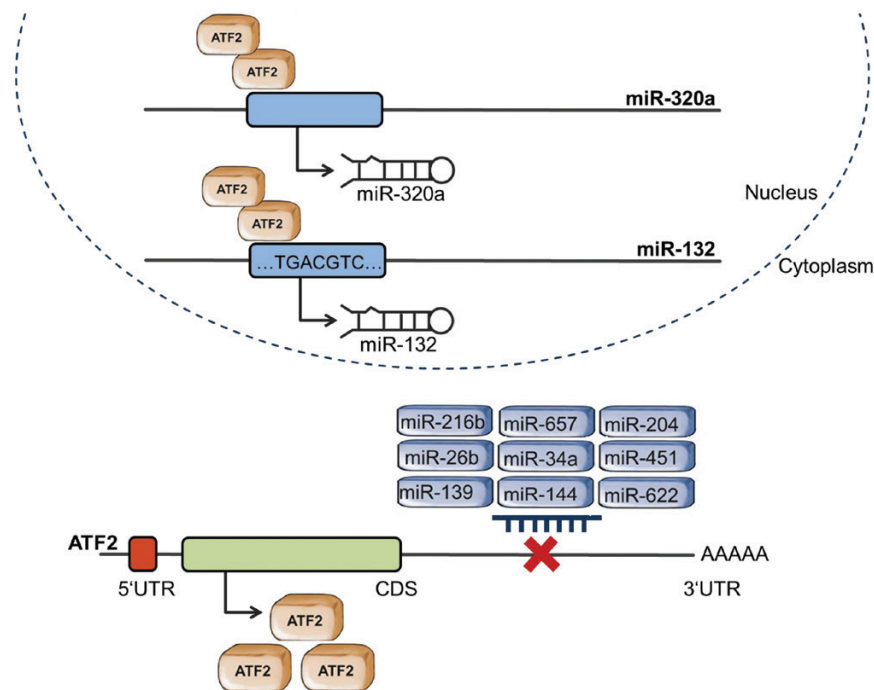 ATF2
ATF2
miR-320a
miR-320a
Nucleus
ATF2
ATF2
miR-132
...TGACGTC...
Cytoplasm
miR-132
miR-216b miR-657 miR-204
miR-26b miR-34a miR-451
miR-139 miR-144 miR-622
ATF2 AAAAA
5'UTR CDS 3'UTR
ATF2
ATF2 ATF2